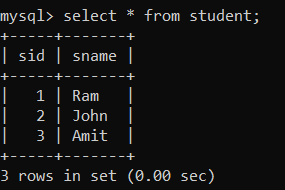 mysql> select * from student;
+-----+-------+
| sid | sname |
+-----+-------+
|   1 | Ram   |
|   2 | John  |
|   3 | Amit  |
+-----+-------+
3 rows in set (0.00 sec)